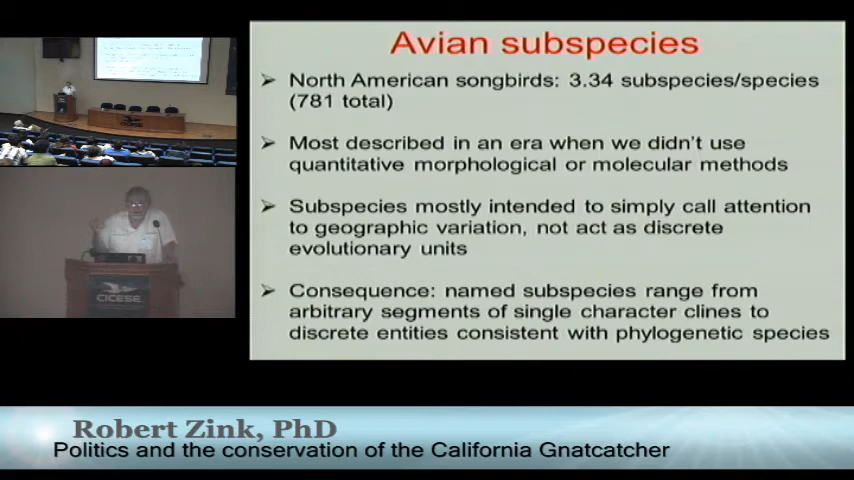 Avian subspecies
➤ North American songbirds: 3.34 subspecies/species
(781 total)
➤ Most described in an era when we didn't use
quantitative morphological or molecular methods
➤ Subspecies mostly intended to simply call attention
to geographic variation, not act as discrete
evolutionary units
➤ Consequence: named subspecies range from
arbitrary segments of single character clines to
discrete entities consistent with phylogenetic species
CICESE
Robert Zink, PhD
Politics and the conservation of the California Gnatcatcher